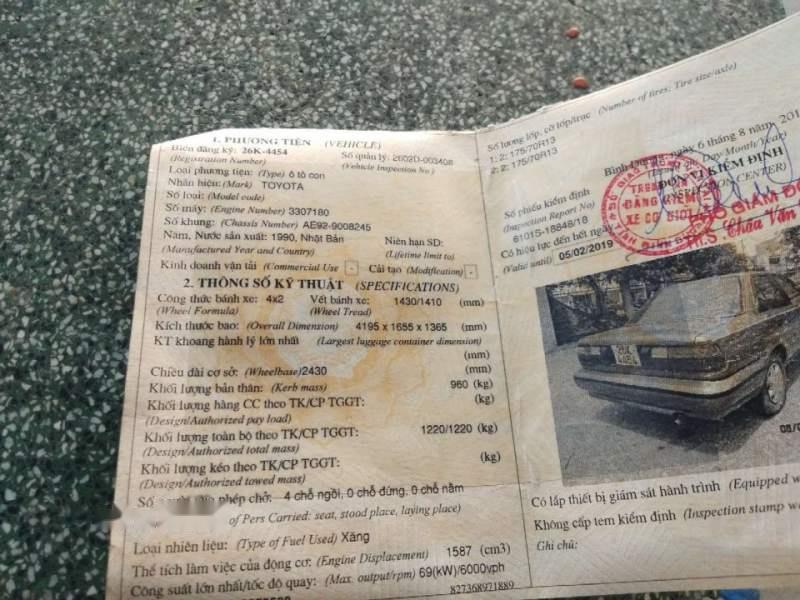 1. PHƯƠNG TIỆN (VEHICLE)
Biển đăng ký: 26K-4454 Số quản lý: 2602D-003408
(Registration Number) (Vehicle Inspection No.)
Loại phương tiện: (Type) ô tô con
Nhãn hiệu: (Mark) TOYOTA
Số loại: (Model code)
Số máy: (Engine Number) 3307180
Số khung: (Chassis Number) AE92-9008245
Năm, Nước sản xuất: 1990, Nhật Bản Niên hạn SD:
(Manufactured Year and Country) (Lifetime limit to)
Kinh doanh vận tải (Commercial Use - Cải tạo (Modification) -
2. THÔNG SỐ KỸ THUẬT (SPECIFICATIONS)
Công thức bánh xe: 4x2 Vết bánh xe: 1430/1410 (mm)
(Wheel Formula) (Wheel Tread)
Kích thước bao: (Overall Dimension) 4195 x 1655 x 1365 (mm)
KT khoang hành lý lớn nhất (Largest luggage container dimension)
(mm)
Chiều dài cơ sở: (Wheelbase) 2430 (mm)
Khối lượng bản thân: (Kerb mass) 960 (kg)
Khối lượng hàng CC theo TK/CP TGGT: (kg)
(Design/Authorized pay load)
Khối lượng toàn bộ theo TK/CP TGGT: 1220/1220 (kg)
(Design/Authorized total mass)
Khối lượng kéo theo TK/CP TGGT: (kg)
(Design/Authorized towed mass)
Số phép chở: 4 chỗ ngồi, 0 chỗ đứng, 0 chỗ nằm
of Pers Carried: seat, stood place, laying place)
Loại nhiên liệu: (Type of Fuel Used) Xăng
Thể tích làm việc của động cơ: (Engine Displacement) 1587 (cm3)
Công suất lớn nhất/tốc độ quay: (Max. output/rpm) 69(kW)/6000vph
827368971889
Số lượng lốp, cỡ lốp/trục (Number of tires; Tire size/axle)
1: 2; 175/70R13
2: 2; 175/70R13
ngày 6 tháng 8 năm 201
Day/Month/Year)
ĐƠN VỊ KIỂM ĐỊNH
(INSPECTION CENTER)
Số phiếu kiểm định
(Inspection Report No)
61015-18848/18
Có hiệu lực đến hết ngày
(Valid until) 05/02/2019
ĐĂNG KIỂM
XE CƠ GIỚI
GIÁM Đ
Th.S Châu Văn
Có lắp thiết bị giám sát hành trình (Equipped w
Không cấp tem kiểm định (Inspection stamp w
Ghi chú: